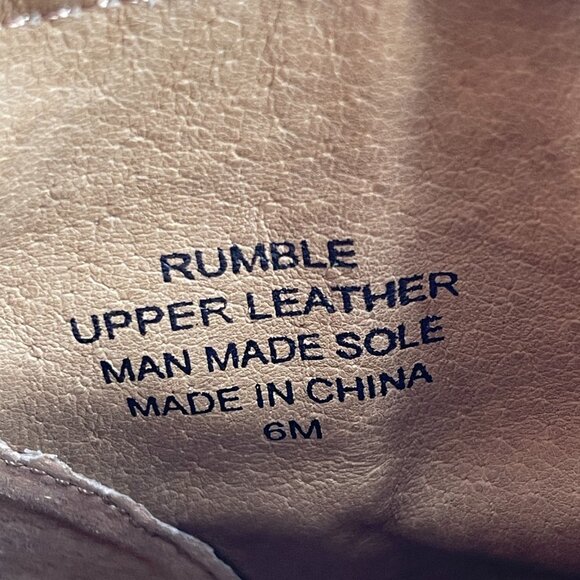 RUMBLE
UPPER LEATHER
MAN MADE SOLE
MADE IN CHINA
6M